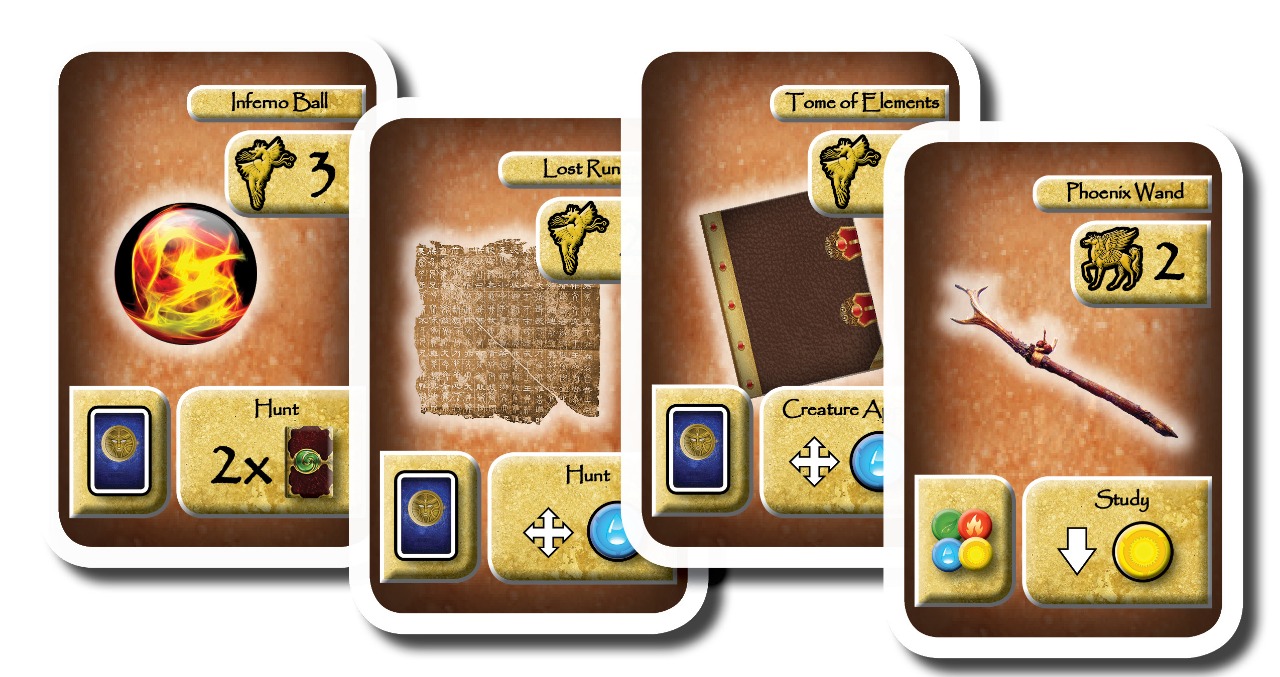 Inferno Ball
3
Hunt
2x
Lost Run
Hunt
Tome of Elements
Creature A
Phoenix Wand
2
Study